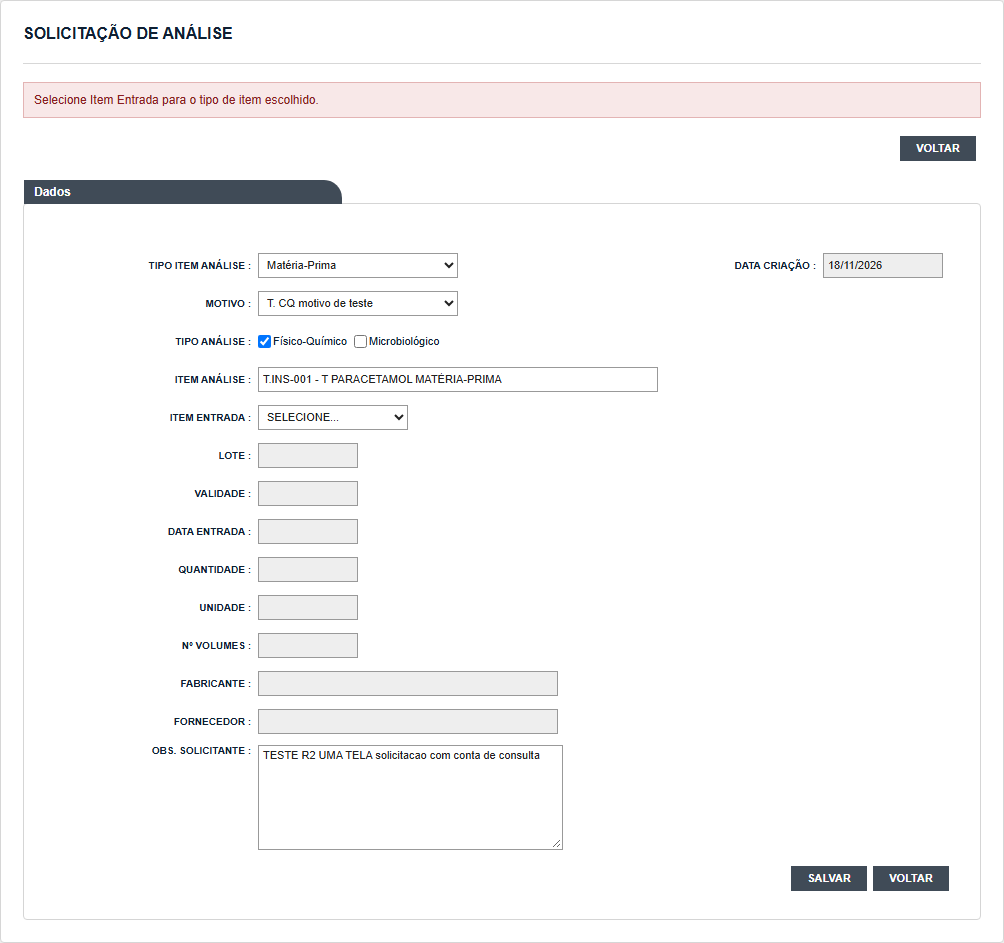 SOLICITAÇÃO DE ANÁLISE
Selecione Item Entrada para o tipo de item escolhido.
VOLTAR
Dados
TIPO ITEM ANÁLISE : Matéria-Prima DATA CRIAÇÃO : 18/11/2026
MOTIVO : T. CQ motivo de teste
TIPO ANÁLISE : Físico-Químico Microbiológico
ITEM ANÁLISE : T.INS-001 - T PARACETAMOL MATÉRIA-PRIMA
ITEM ENTRADA : SELECIONE...
LOTE :
VALIDADE :
DATA ENTRADA :
QUANTIDADE :
UNIDADE :
Nº VOLUMES :
FABRICANTE :
FORNECEDOR :
OBS. SOLICITANTE : TESTE R2 UMA TELA solicitacao com conta de consulta
SALVAR VOLTAR